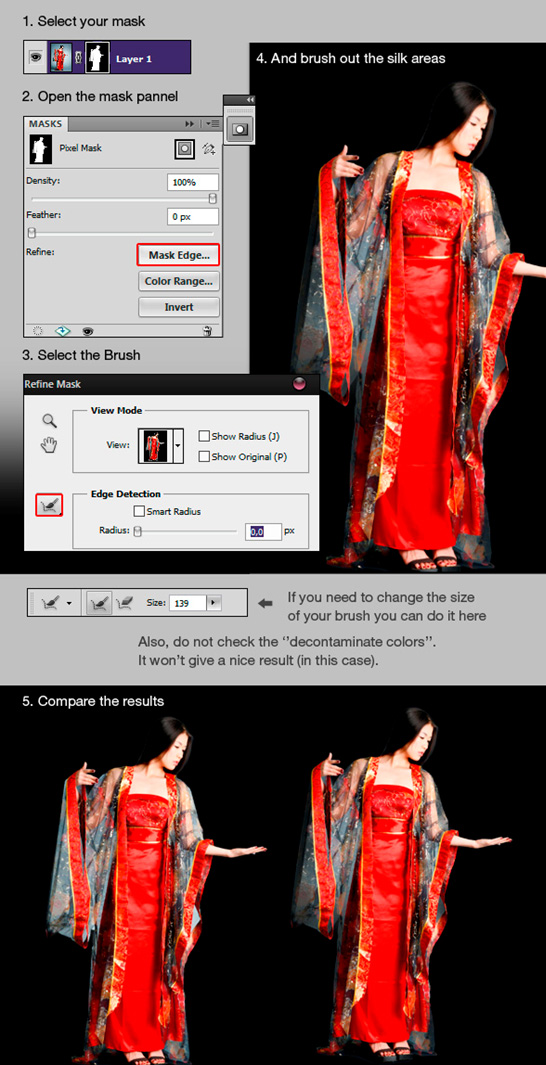 1. Select your mask
Layer 1
2. Open the mask pannel
MASKS
Pixel Mask
Density: 100%
Feather: 0 px
Refine: Mask Edge...
Color Range...
Invert
3. Select the Brush
Refine Mask
View Mode
View:
Show Radius (J)
Show Original (P)
Edge Detection
Smart Radius
Radius: 0,0 px
4. And brush out the silk areas
Size: 139
If you need to change the size
of your brush you can do it here
Also, do not check the ‘’decontaminate colors’’.
It won’t give a nice result (in this case).
5. Compare the results